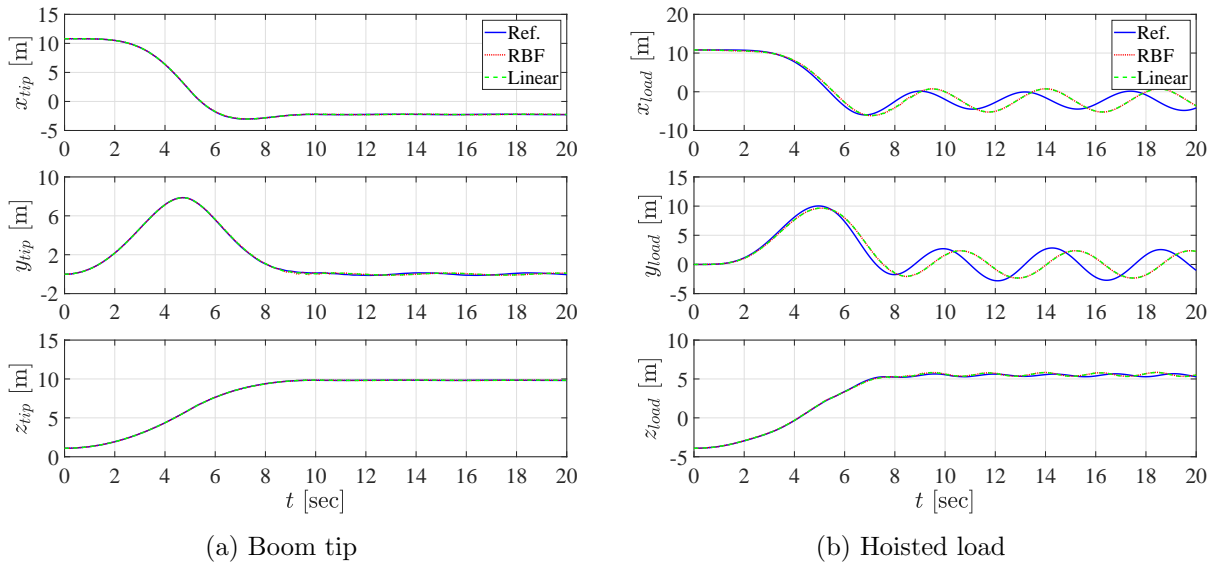 15
10
5
0
-5
x_tip [m]
Ref.
RBF
Linear
0 2 4 6 8 10 12 14 16 18 20
10
6
2
-2
y_tip [m]
0 2 4 6 8 10 12 14 16 18 20
15
10
5
0
z_tip [m]
0 2 4 6 8 10 12 14 16 18 20
t [sec]
(a) Boom tip
20
10
0
-10
x_load [m]
Ref.
RBF
Linear
0 2 4 6 8 10 12 14 16 18 20
15
10
5
0
-5
y_load [m]
0 2 4 6 8 10 12 14 16 18 20
10
5
0
-5
z_load [m]
0 2 4 6 8 10 12 14 16 18 20
t [sec]
(b) Hoisted load